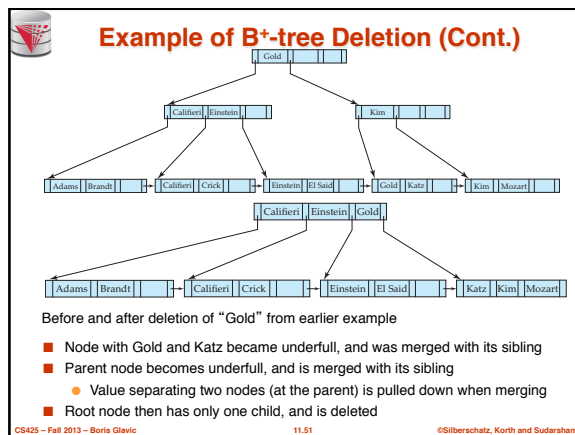 Example of B+-tree Deletion (Cont.)
Gold
Califieri Einstein
Kim
Adams Brandt
Califieri Crick
Einstein El Said
Gold Katz
Kim Mozart
Califieri Einstein Gold
Adams Brandt
Califieri Crick
Einstein El Said
Katz Kim Mozart
Before and after deletion of “Gold” from earlier example
Node with Gold and Katz became underfull, and was merged with its sibling
Parent node becomes underfull, and is merged with its sibling
Value separating two nodes (at the parent) is pulled down when merging
Root node then has only one child, and is deleted
CS425 – Fall 2013 – Boris Glavic
11.51
©Silberschatz, Korth and Sudarshan